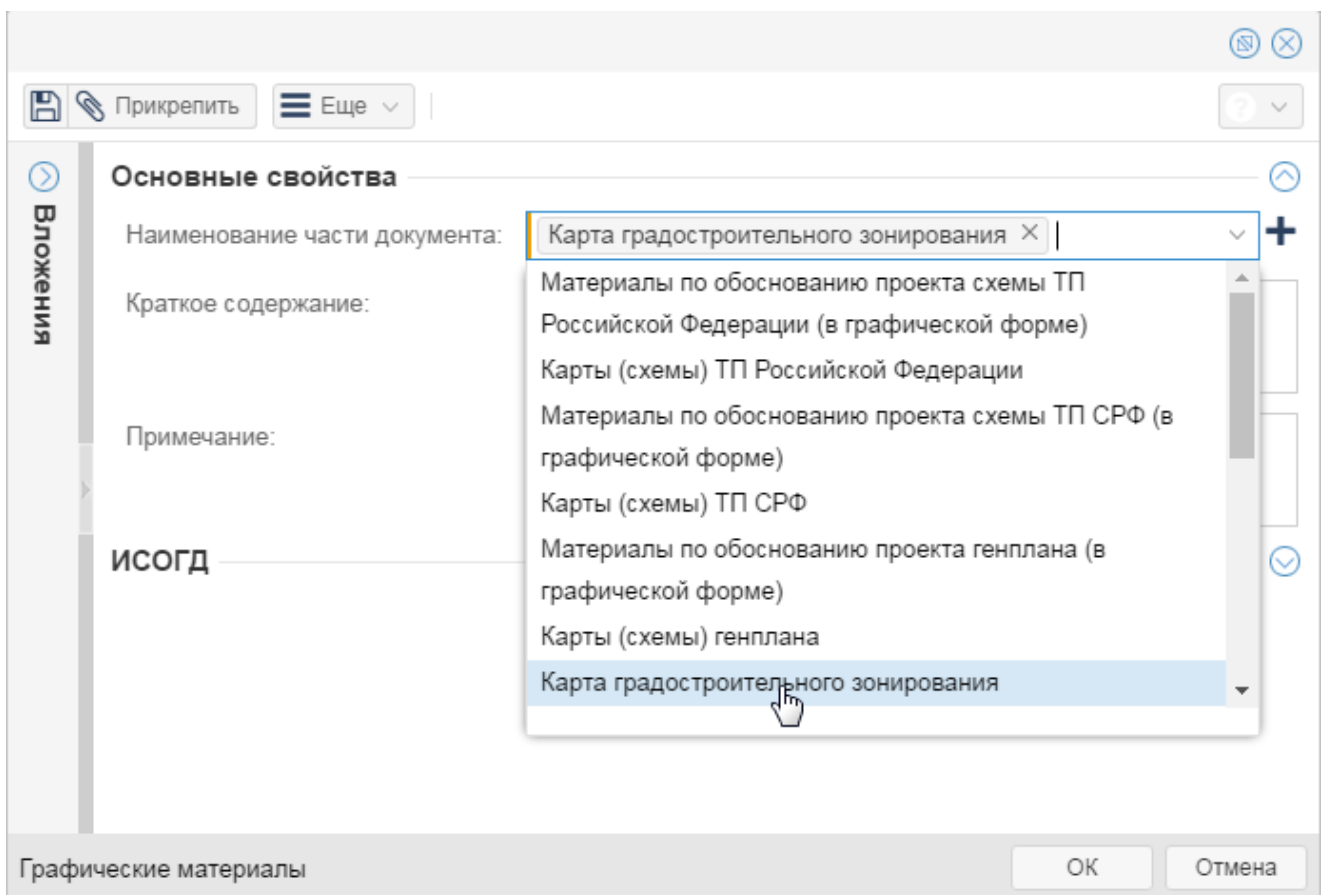 Прикрепить
Еще
?
Вложения
Основные свойства
Наименование части документа:
Карта градостроительного зонирования
Материалы по обоснованию проекта схемы ТП
Российской Федерации (в графической форме)
Краткое содержание:
Карты (схемы) ТП Российской Федерации
Материалы по обоснованию проекта схемы ТП СРФ (в
графической форме)
Примечание:
Карты (схемы) ТП СРФ
Материалы по обоснованию проекта генплана (в
графической форме)
ИСОГД
Карты (схемы) генплана
Карта градостроительного зонирования
Графические материалы
ОК
Отмена